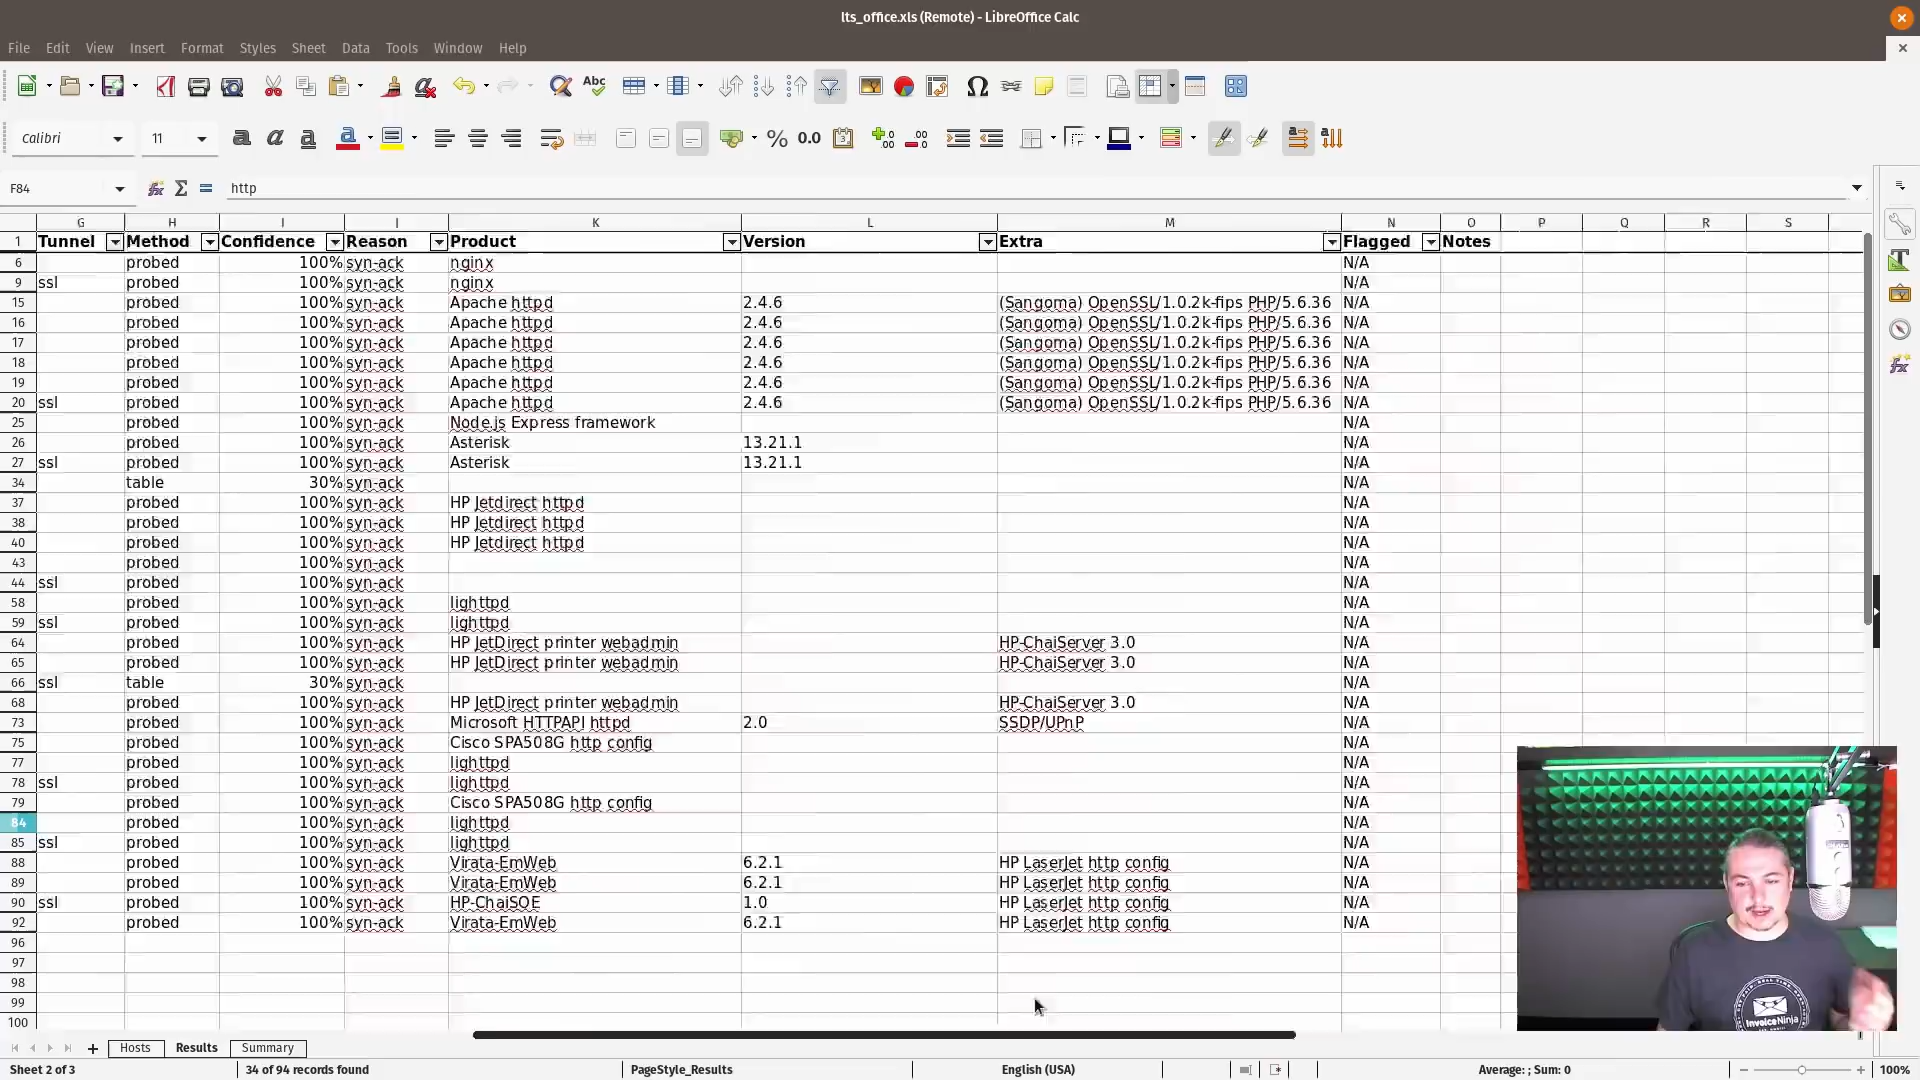 lts_office.xls (Remote) - LibreOffice Calc
File Edit View Insert Format Styles Sheet Data Tools Window Help
Calibri 11
F84 http
G H I J K L M N O P Q R S
1 Tunnel Method Confidence Reason Product Version Extra Flagged Notes
6 probed 100% syn-ack nginx N/A
9 ssl probed 100% syn-ack nginx N/A
15 probed 100% syn-ack Apache httpd 2.4.6 (Sangoma) OpenSSL/1.0.2k-fips PHP/5.6.36 N/A
16 probed 100% syn-ack Apache httpd 2.4.6 (Sangoma) OpenSSL/1.0.2k-fips PHP/5.6.36 N/A
17 probed 100% syn-ack Apache httpd 2.4.6 (Sangoma) OpenSSL/1.0.2k-fips PHP/5.6.36 N/A
18 probed 100% syn-ack Apache httpd 2.4.6 (Sangoma) OpenSSL/1.0.2k-fips PHP/5.6.36 N/A
19 probed 100% syn-ack Apache httpd 2.4.6 (Sangoma) OpenSSL/1.0.2k-fips PHP/5.6.36 N/A
20 ssl probed 100% syn-ack Apache httpd 2.4.6 (Sangoma) OpenSSL/1.0.2k-fips PHP/5.6.36 N/A
25 probed 100% syn-ack Node.js Express framework N/A
26 probed 100% syn-ack Asterisk 13.21.1 N/A
27 ssl probed 100% syn-ack Asterisk 13.21.1 N/A
34 table 30% syn-ack N/A
37 probed 100% syn-ack HP Jetdirect httpd N/A
38 probed 100% syn-ack HP Jetdirect httpd N/A
40 probed 100% syn-ack HP Jetdirect httpd N/A
43 probed 100% syn-ack N/A
44 ssl probed 100% syn-ack N/A
58 probed 100% syn-ack lighttpd N/A
59 ssl probed 100% syn-ack lighttpd N/A
64 probed 100% syn-ack HP JetDirect printer webadmin HP-ChaiServer 3.0 N/A
65 probed 100% syn-ack HP JetDirect printer webadmin HP-ChaiServer 3.0 N/A
66 ssl table 30% syn-ack N/A
68 probed 100% syn-ack HP JetDirect printer webadmin HP-ChaiServer 3.0 N/A
73 probed 100% syn-ack Microsoft HTTPAPI httpd 2.0 SSDP/UPnP N/A
75 probed 100% syn-ack Cisco SPA508G http config N/A
77 probed 100% syn-ack lighttpd N/A
78 ssl probed 100% syn-ack lighttpd N/A
79 probed 100% syn-ack Cisco SPA508G http config N/A
84 probed 100% syn-ack lighttpd N/A
85 ssl probed 100% syn-ack lighttpd N/A
88 probed 100% syn-ack Virata-EmWeb 6.2.1 HP LaserJet http config N/A
89 probed 100% syn-ack Virata-EmWeb 6.2.1 HP LaserJet http config N/A
90 ssl probed 100% syn-ack HP-ChaiSOE 1.0 HP LaserJet http config N/A
92 probed 100% syn-ack Virata-EmWeb 6.2.1 HP LaserJet http config N/A
96
97
98
99
100
InvoiceNinja
Hosts Results Summary
Sheet 2 of 3 34 of 94 records found PageStyle_Results English (USA) Average: ; Sum: 0 100%